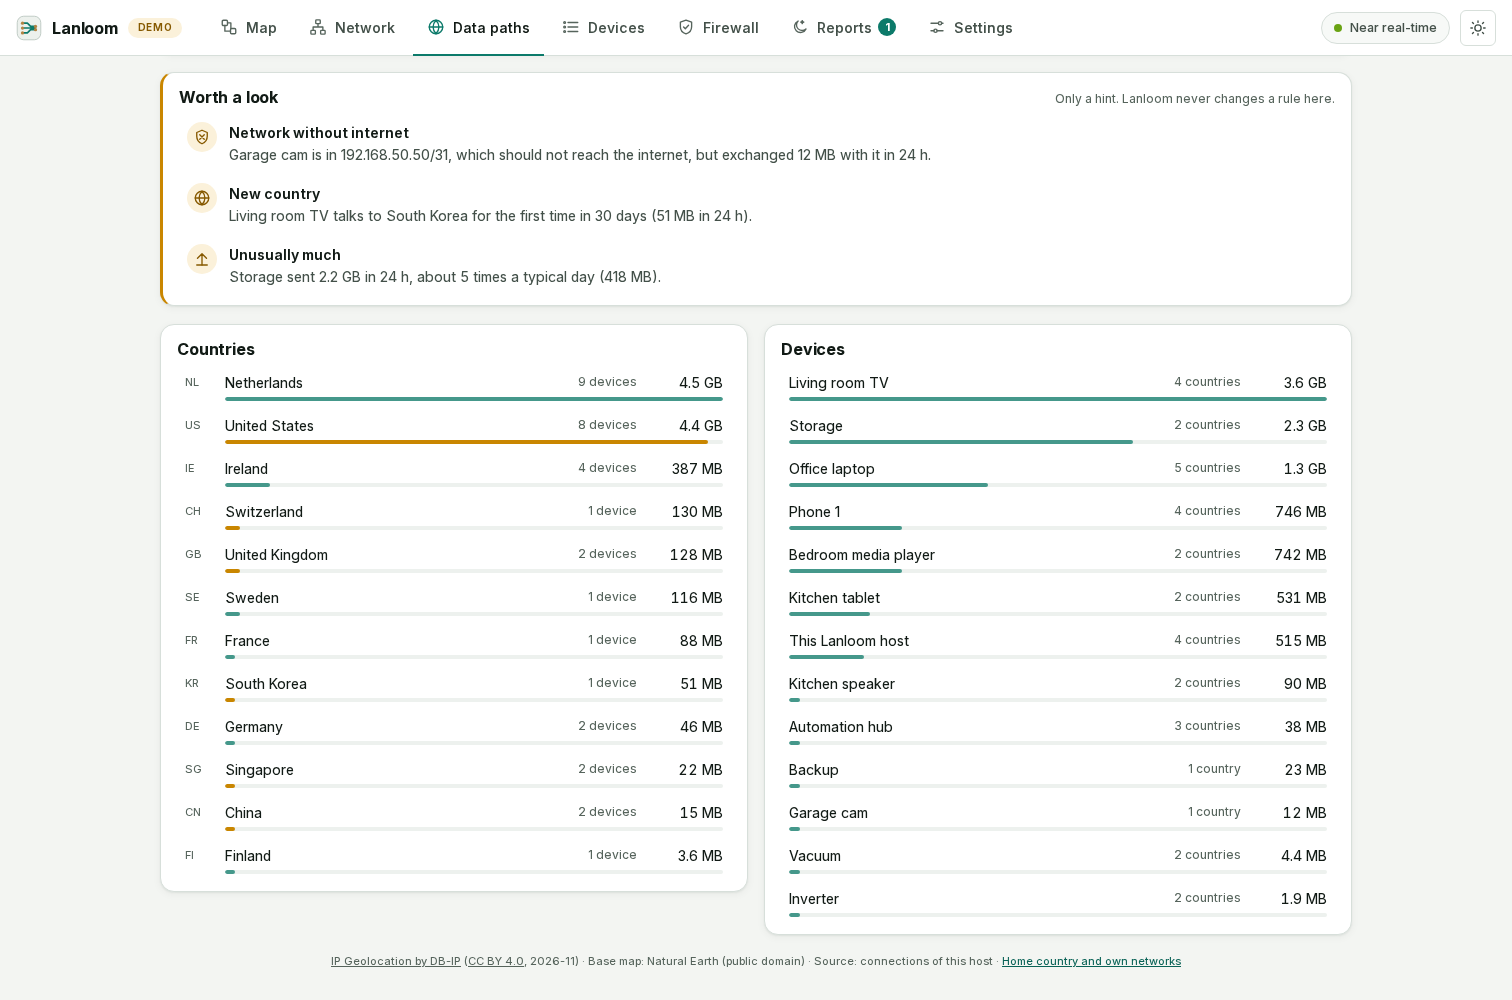 Lanloom DEMO Map Network Data paths Devices Firewall Reports 1 Settings Near real-time
Worth a look Only a hint. Lanloom never changes a rule here.
Network without internet
Garage cam is in 192.168.50.50/31, which should not reach the internet, but exchanged 12 MB with it in 24 h.
New country
Living room TV talks to South Korea for the first time in 30 days (51 MB in 24 h).
Unusually much
Storage sent 2.2 GB in 24 h, about 5 times a typical day (418 MB).
Countries
NL Netherlands 9 devices 4.5 GB
US United States 8 devices 4.4 GB
IE Ireland 4 devices 387 MB
CH Switzerland 1 device 130 MB
GB United Kingdom 2 devices 128 MB
SE Sweden 1 device 116 MB
FR France 1 device 88 MB
KR South Korea 1 device 51 MB
DE Germany 2 devices 46 MB
SG Singapore 2 devices 22 MB
CN China 2 devices 15 MB
FI Finland 1 device 3.6 MB
Devices
Living room TV 4 countries 3.6 GB
Storage 2 countries 2.3 GB
Office laptop 5 countries 1.3 GB
Phone 1 4 countries 746 MB
Bedroom media player 2 countries 742 MB
Kitchen tablet 2 countries 531 MB
This Lanloom host 4 countries 515 MB
Kitchen speaker 2 countries 90 MB
Automation hub 3 countries 38 MB
Backup 1 country 23 MB
Garage cam 1 country 12 MB
Vacuum 2 countries 4.4 MB
Inverter 2 countries 1.9 MB
IP Geolocation by DB-IP (CC BY 4.0, 2026-11) · Base map: Natural Earth (public domain) · Source: connections of this host · Home country and own networks